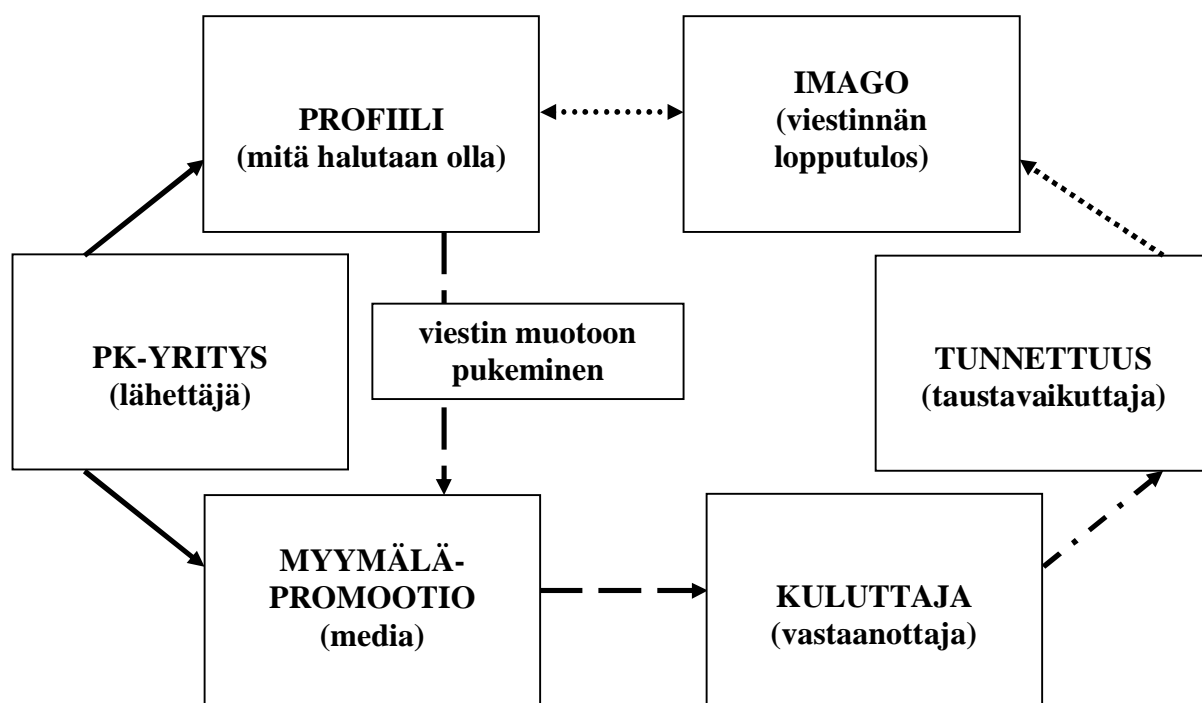 PROFIILI
(mitä halutaan olla)
IMAGO
(viestinnän
lopputulos)
PK-YRITYS
(lähettäjä)
viestin muotoon
pukeminen
TUNNETTUUS
(taustavaikuttaja)
MYYMÄLÄ-
PROMOOTIO
(media)
KULUTTAJA
(vastaanottaja)